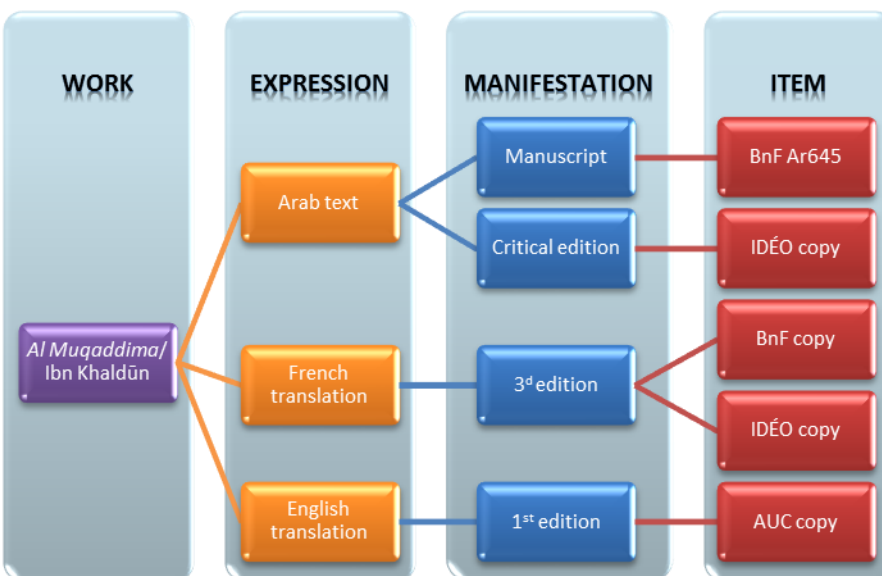 WORK
EXPRESSION
MANIFESTATION
ITEM
Al Muqaddima/
Ibn Khaldūn
Arab text
French
translation
English
translation
Manuscript
Critical edition
3d edition
1st edition
BnF Ar645
IDÉO copy
BnF copy
IDÉO copy
AUC copy